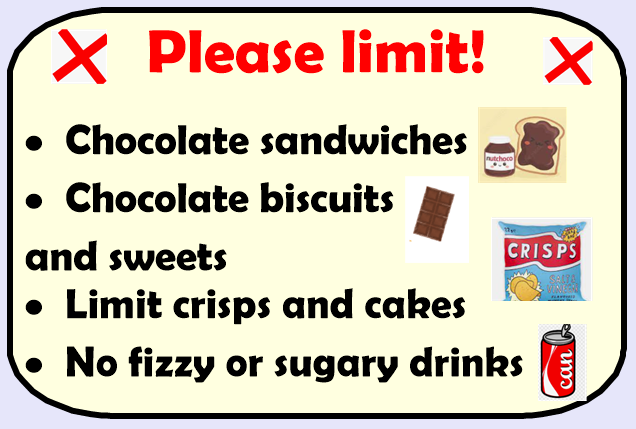 Please limit!
• Chocolate sandwiches
nutchoco
• Chocolate biscuits
and sweets
CRISPS
• Limit crisps and cakes
• No fizzy or sugary drinks
can